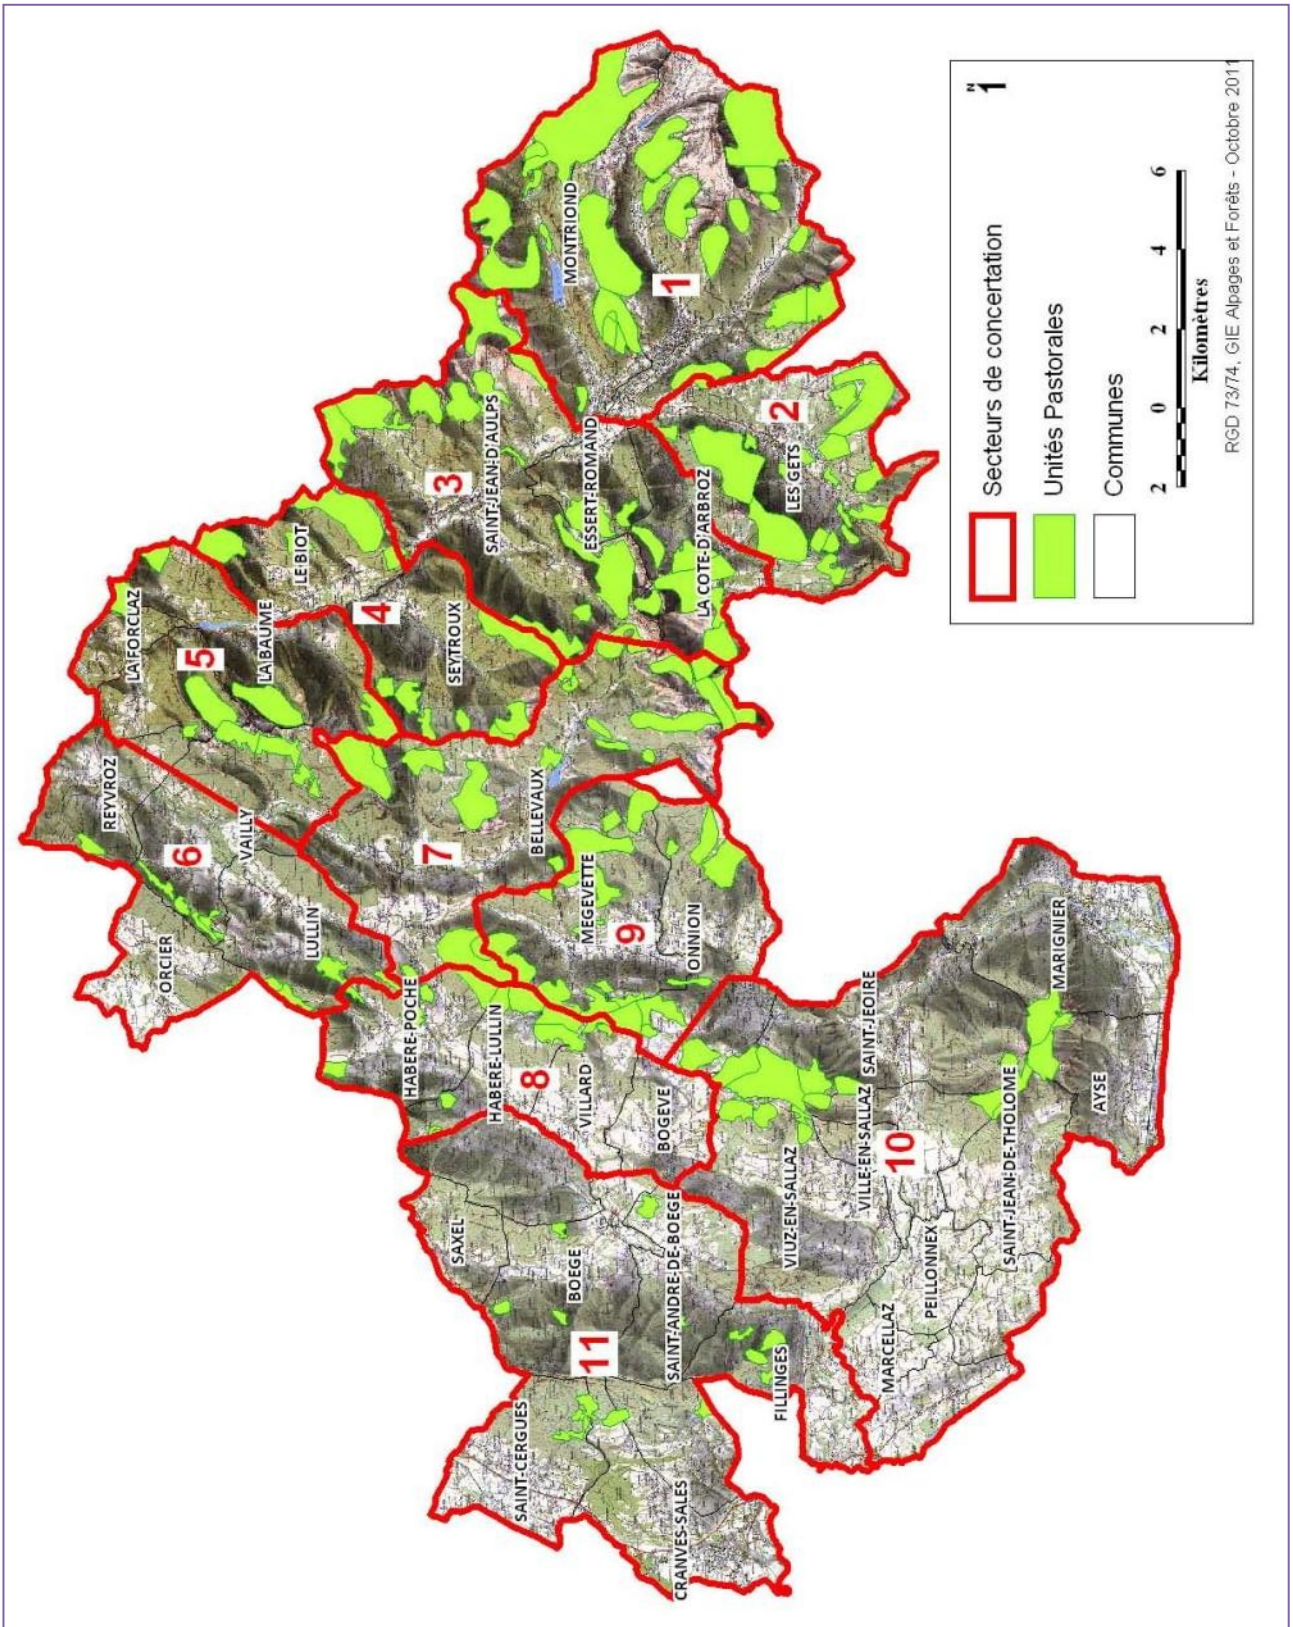 REYVROZ
ORCIER
6
VAILLY
LULLIN
LA FORCLAZ
5
LA BAUME
LE BIOT
4
SEYTROUX
3
SAINT-JEAN-D'AULPS
MONTRIOND
1
ESSERT-ROMAND
LA COTE-D'ARBROZ
2
LES GETS
7
BELLEVAUX
MEGEVETTE
9
ONNION
HABERE-POCHE
HABERE-LULLIN
8
VILLARD
BOGEVE
SAXEL
BOEGE
11
SAINT-ANDRE-DE-BOEGE
SAINT-CERGUES
CRANVES-SALES
FILLINGES
VIUZ-EN-SALLAZ
VILLE-EN-SALLAZ
SAINT-JEOIRE
10
MARCELLAZ
PEILLONNEX
SAINT-JEAN-DE-THOLOME
MARIGNIER
AYSE
N
Secteurs de concertation
Unités Pastorales
Communes
2 0 2 4 6
Kilomètres
RGD 73/74, GIE Alpages et Forêts - Octobre 2011